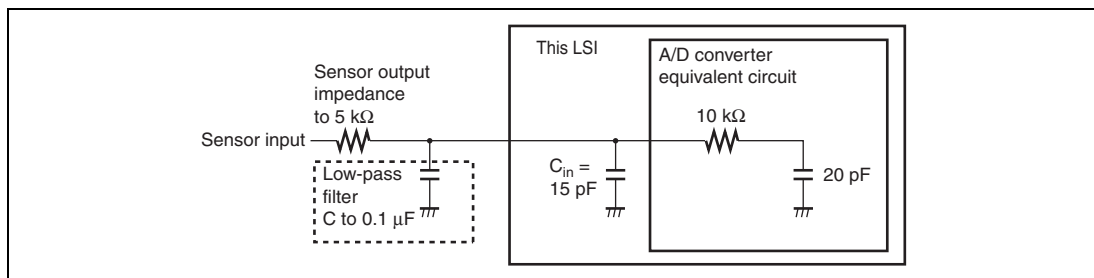 This LSI
A/D converter
equivalent circuit
Sensor output
impedance
to 5 kΩ
10 kΩ
Sensor input
Low-pass
filter
C to 0.1 μF
Cin =
15 pF
20 pF